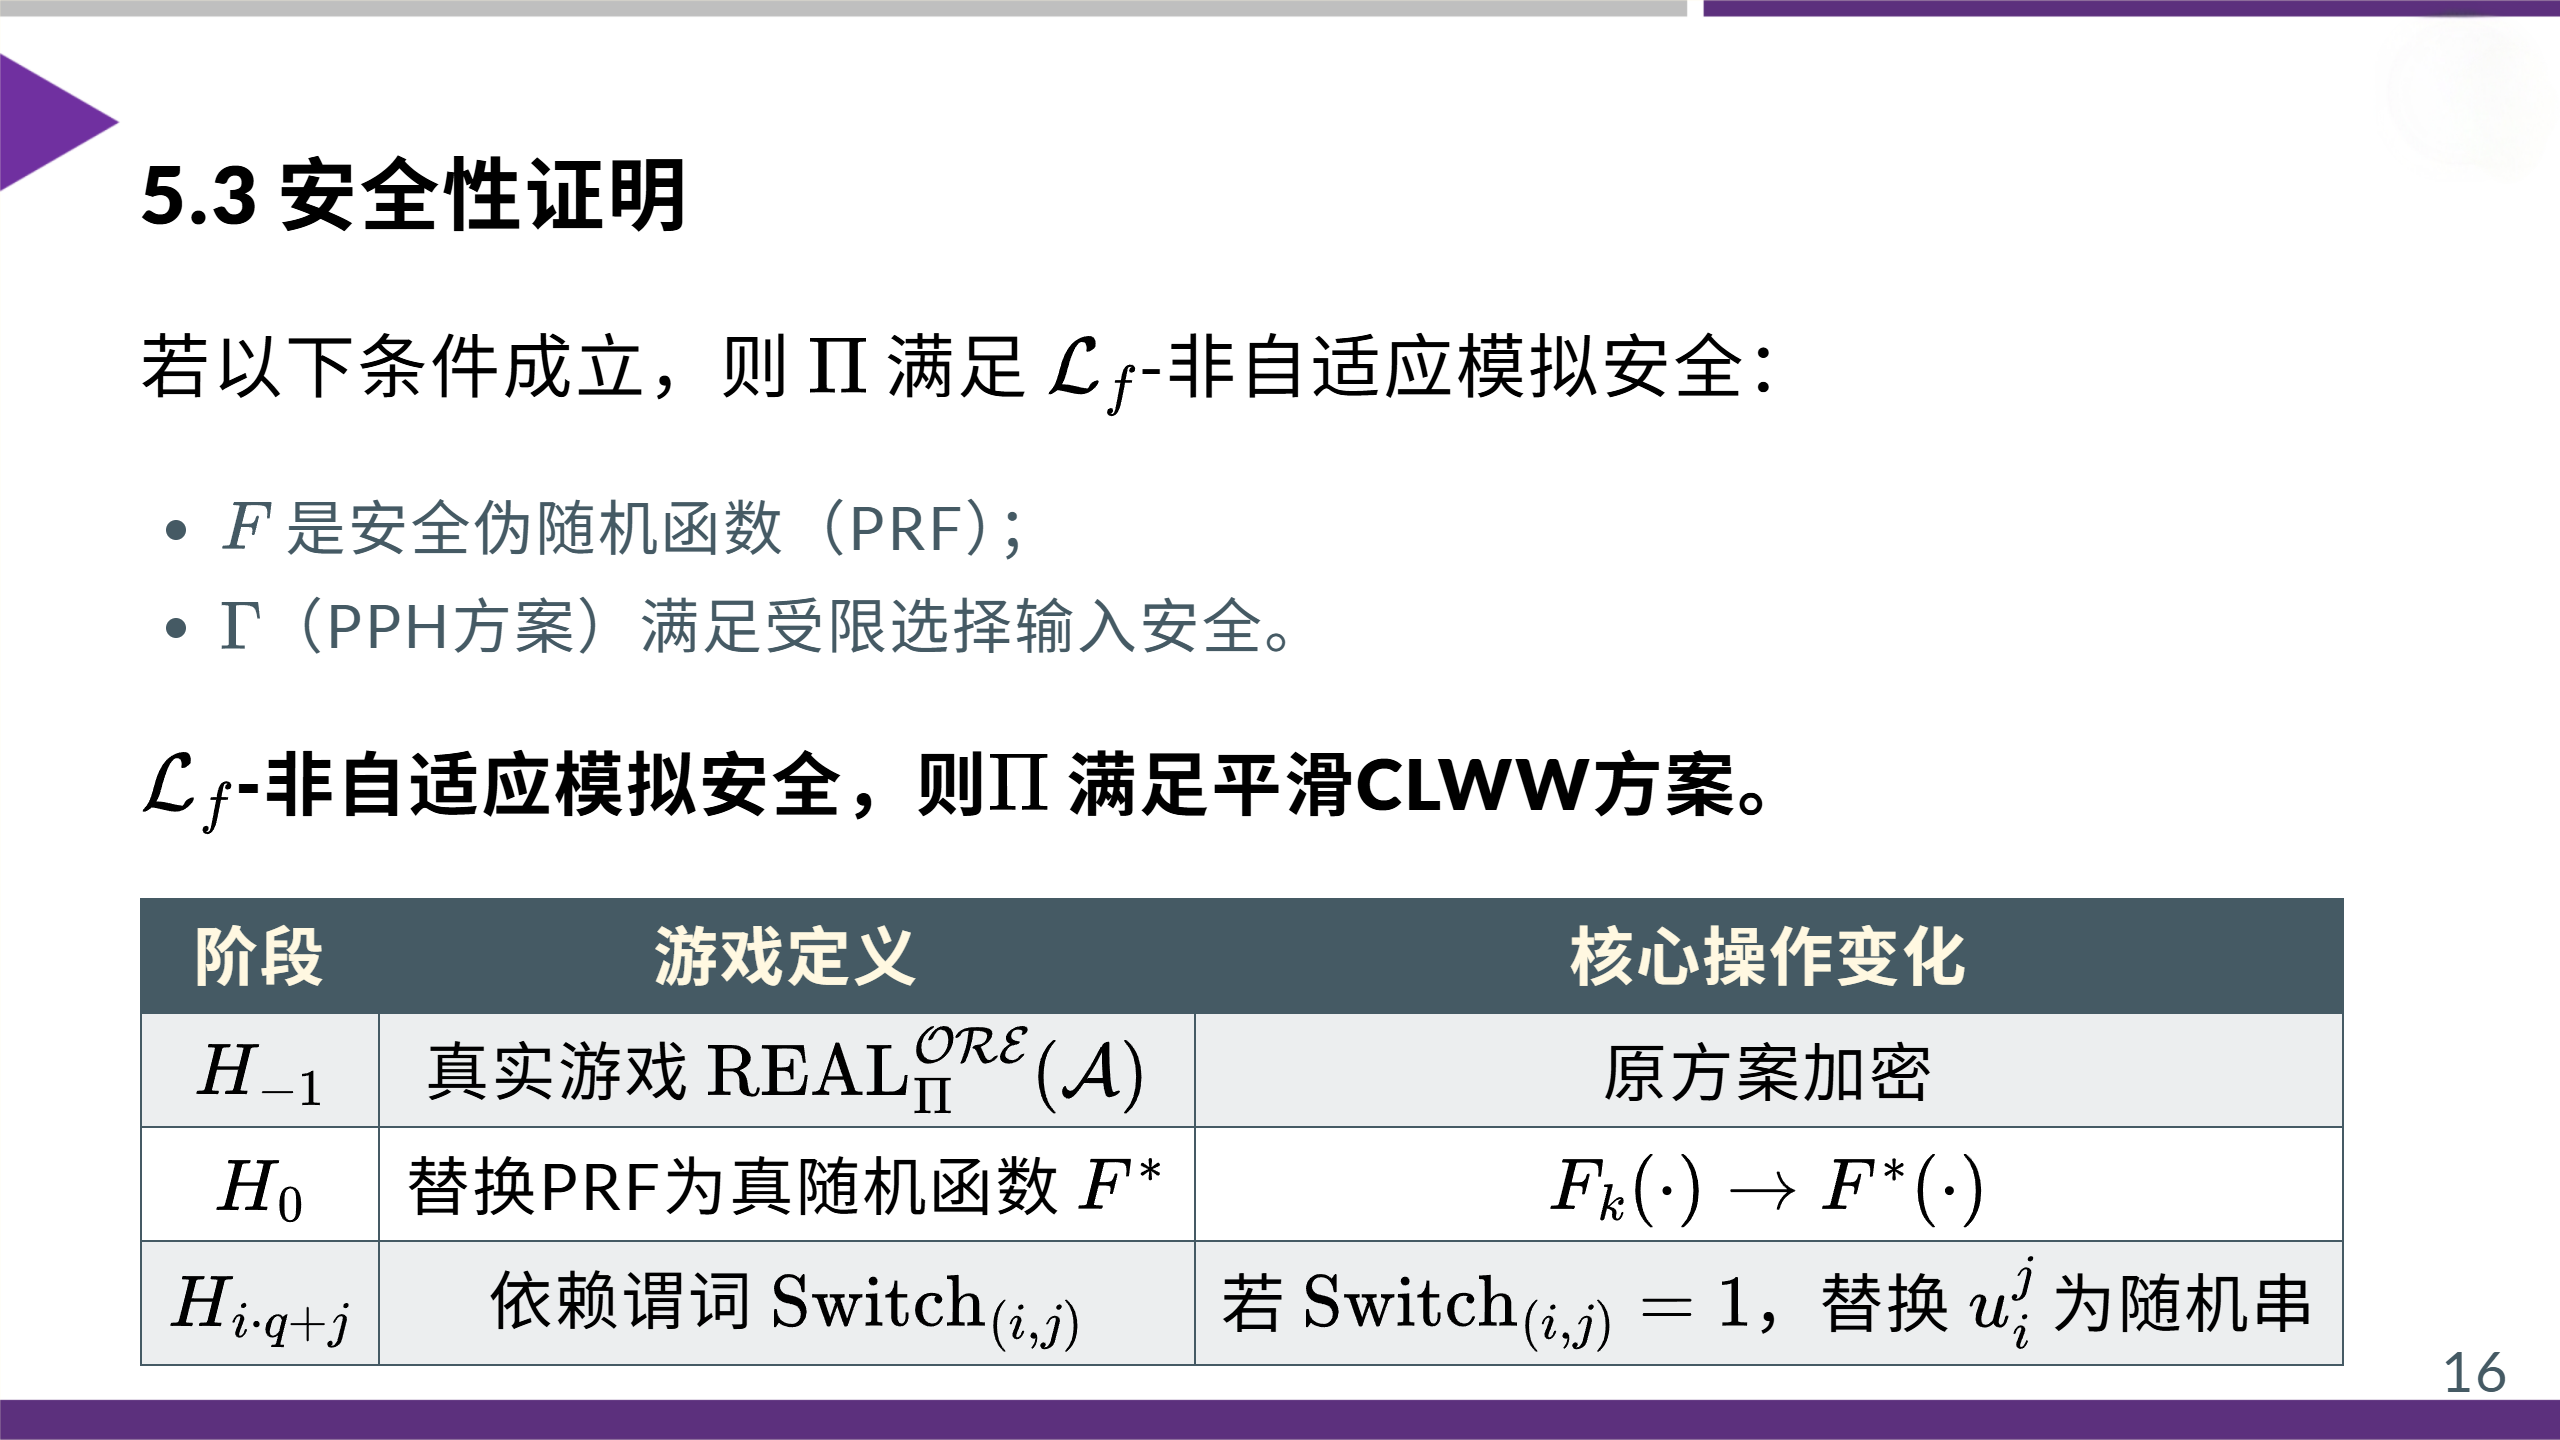 5.3 安全性证明
若以下条件成立，则 Π 满足 𝓛_f-非自适应模拟安全：
• F 是安全伪随机函数（PRF）；
• Γ（PPH方案）满足受限选择输入安全。
𝓛_f-非自适应模拟安全，则Π 满足平滑CLWW方案。
阶段 游戏定义 核心操作变化
H_{−1} 真实游戏 REAL_Π^{𝒪ℛℰ}(𝒜) 原方案加密
H_0 替换PRF为真随机函数 F^* F_k(·) → F^*(·)
H_{i·q+j} 依赖谓词 Switch_{(i,j)} 若 Switch_{(i,j)} = 1，替换 u_i^j 为随机串
16